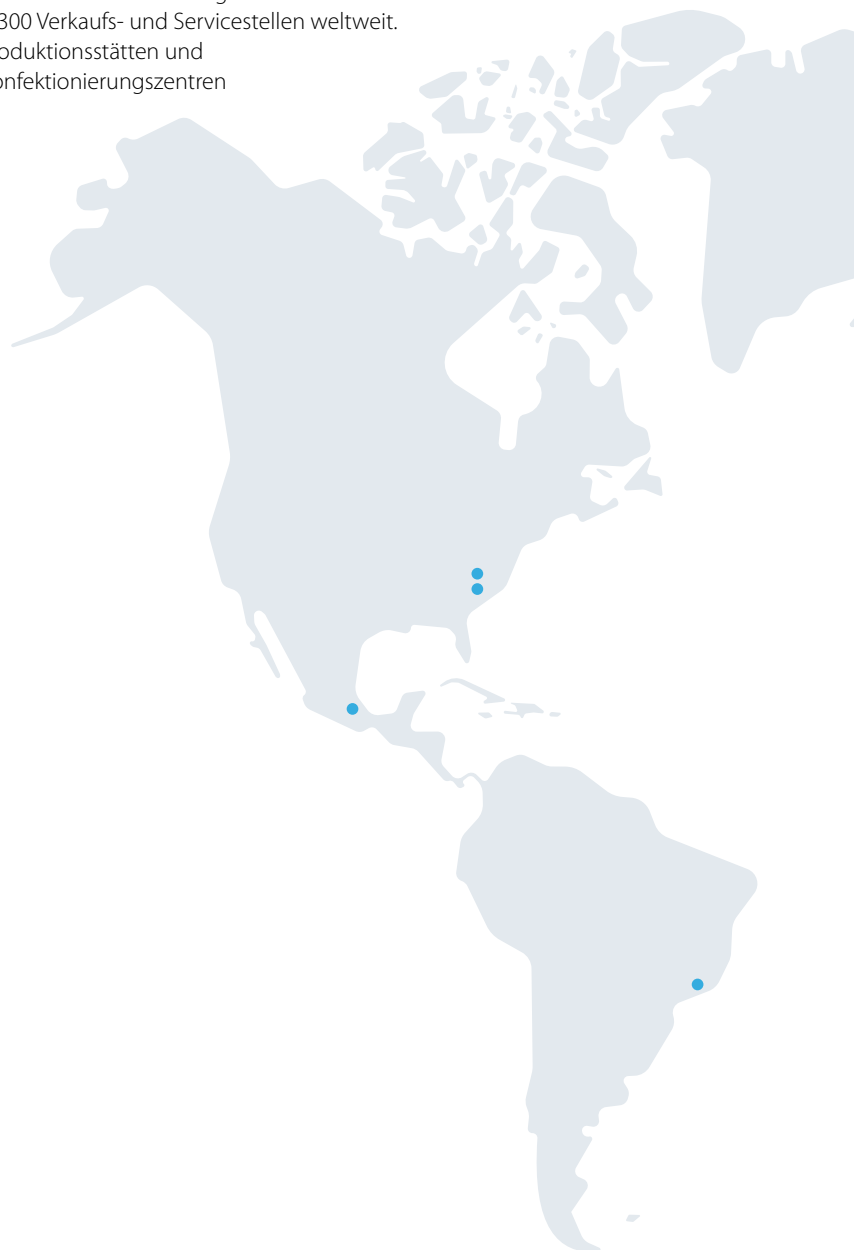 300 Verkaufs- und Servicestellen weltweit.
oduktionsstätten und
onfektionierungszentren